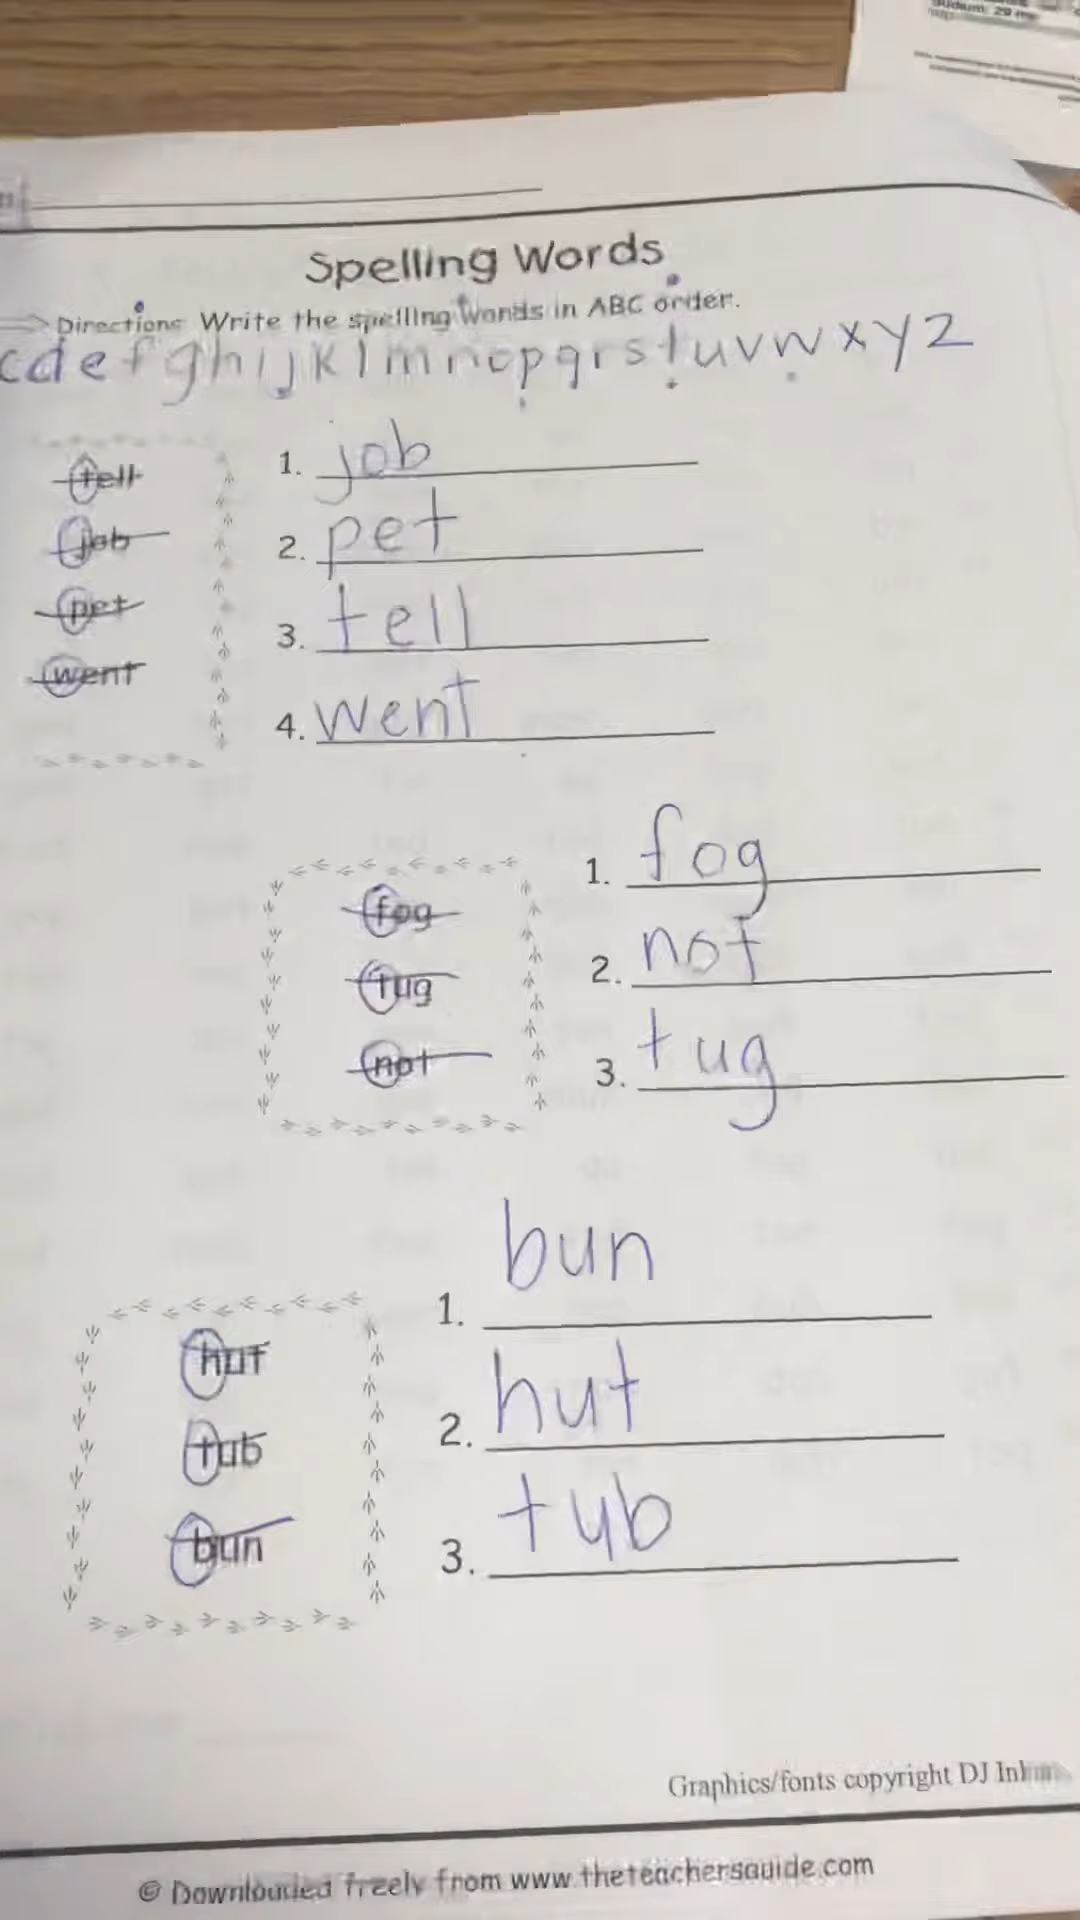 Spelling Words
Directions Write the spelling words in ABC order.
c d e f g h i j k l m n o p q r s t u v w x y z
tell
job
pet
went
1. job
2. pet
3. tell
4. went
fog
tug
not
1. fog
2. not
3. tug
hut
tub
bun
1. bun
2. hut
3. tub
Graphics/fonts copyright DJ
© Downloaded freely from www.theteachersguide.com